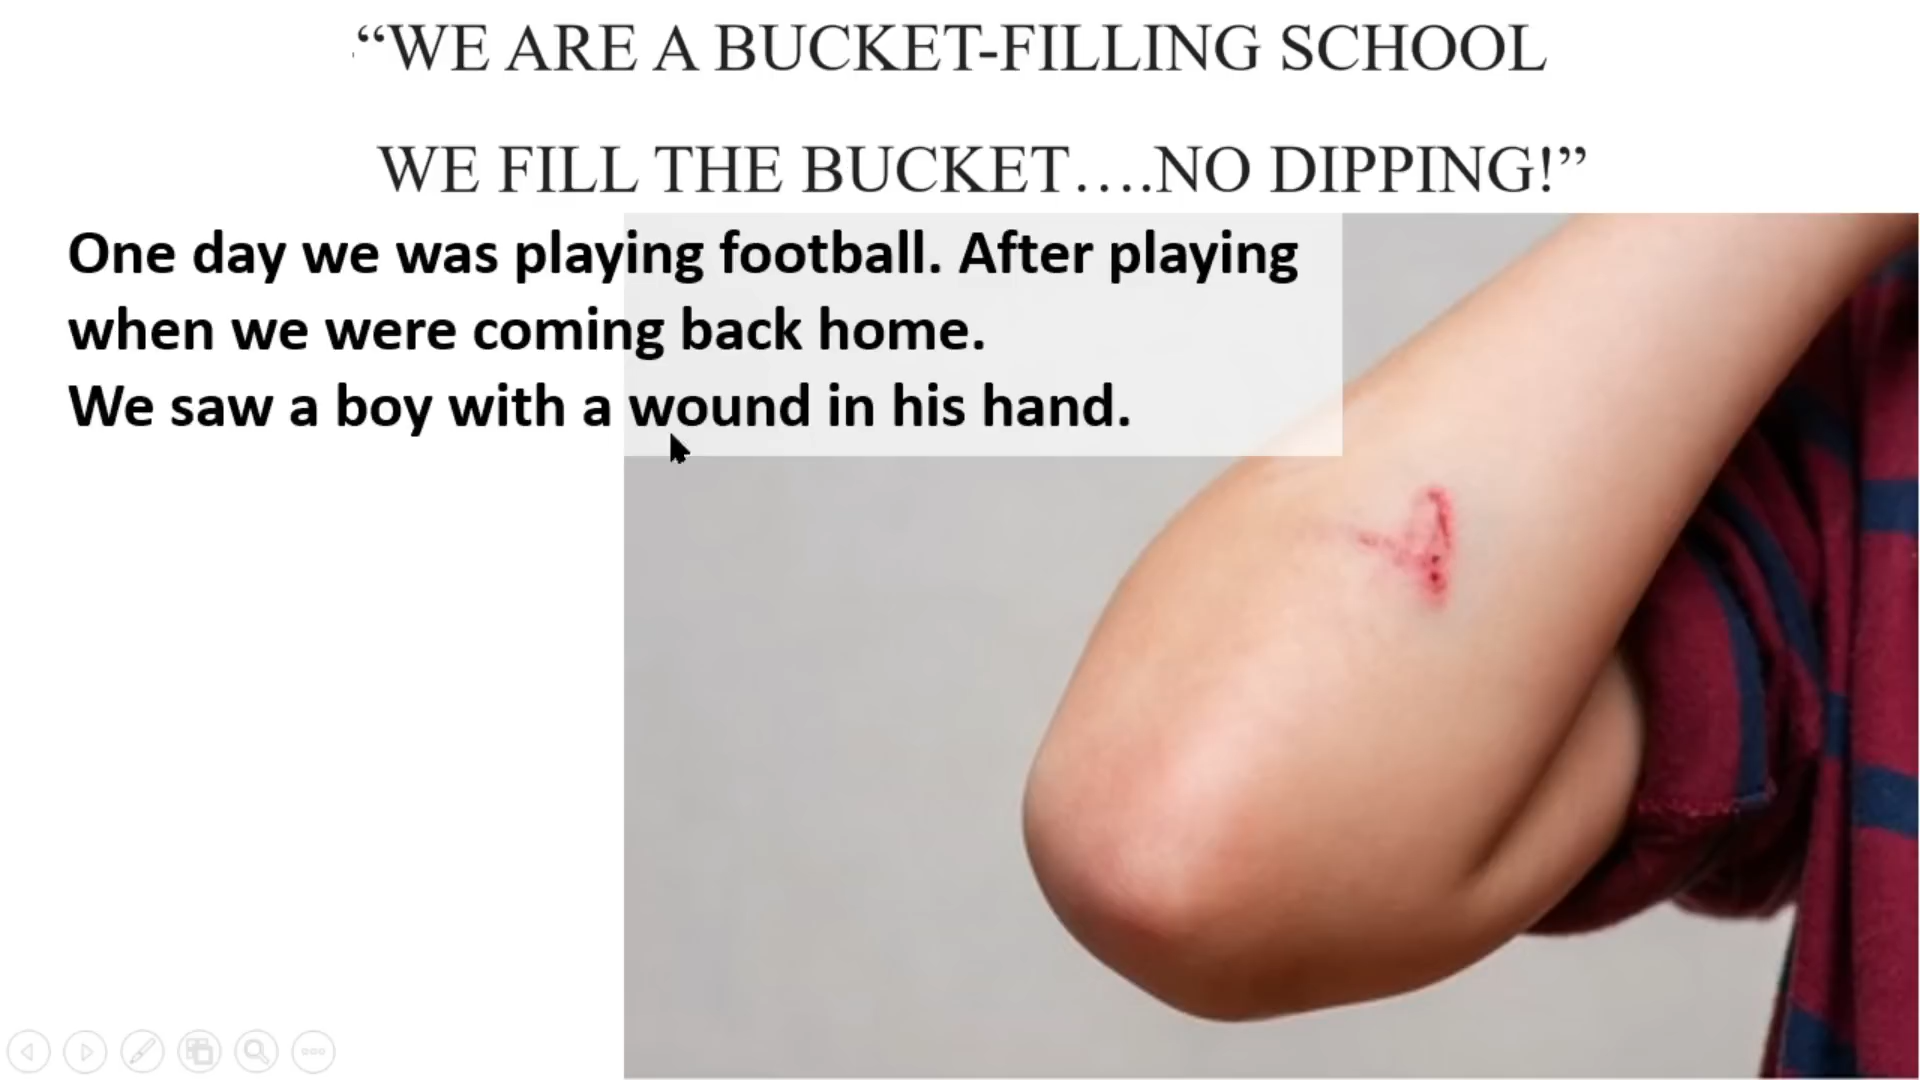 “WE ARE A BUCKET-FILLING SCHOOL
WE FILL THE BUCKET….NO DIPPING!”
One day we was playing football. After playing
when we were coming back home.
We saw a boy with a wound in his hand.